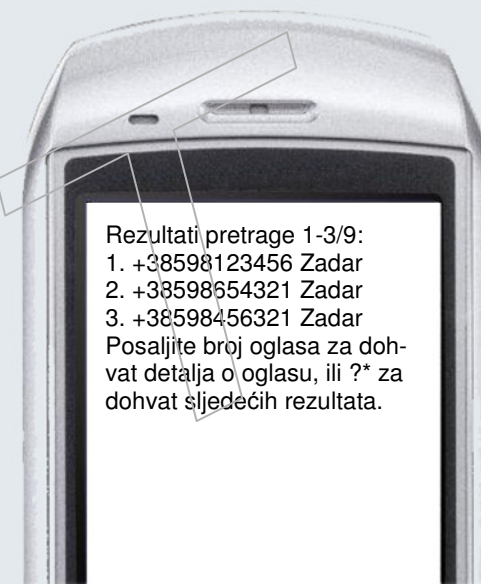 Rezultati pretrage 1-3/9:
1. +38598123456 Zadar
2. +38598654321 Zadar
3. +38598456321 Zadar
Posaljite broj oglasa za doh-
vat detalja o oglasu, ili ?* za
dohvat sljedećih rezultata.